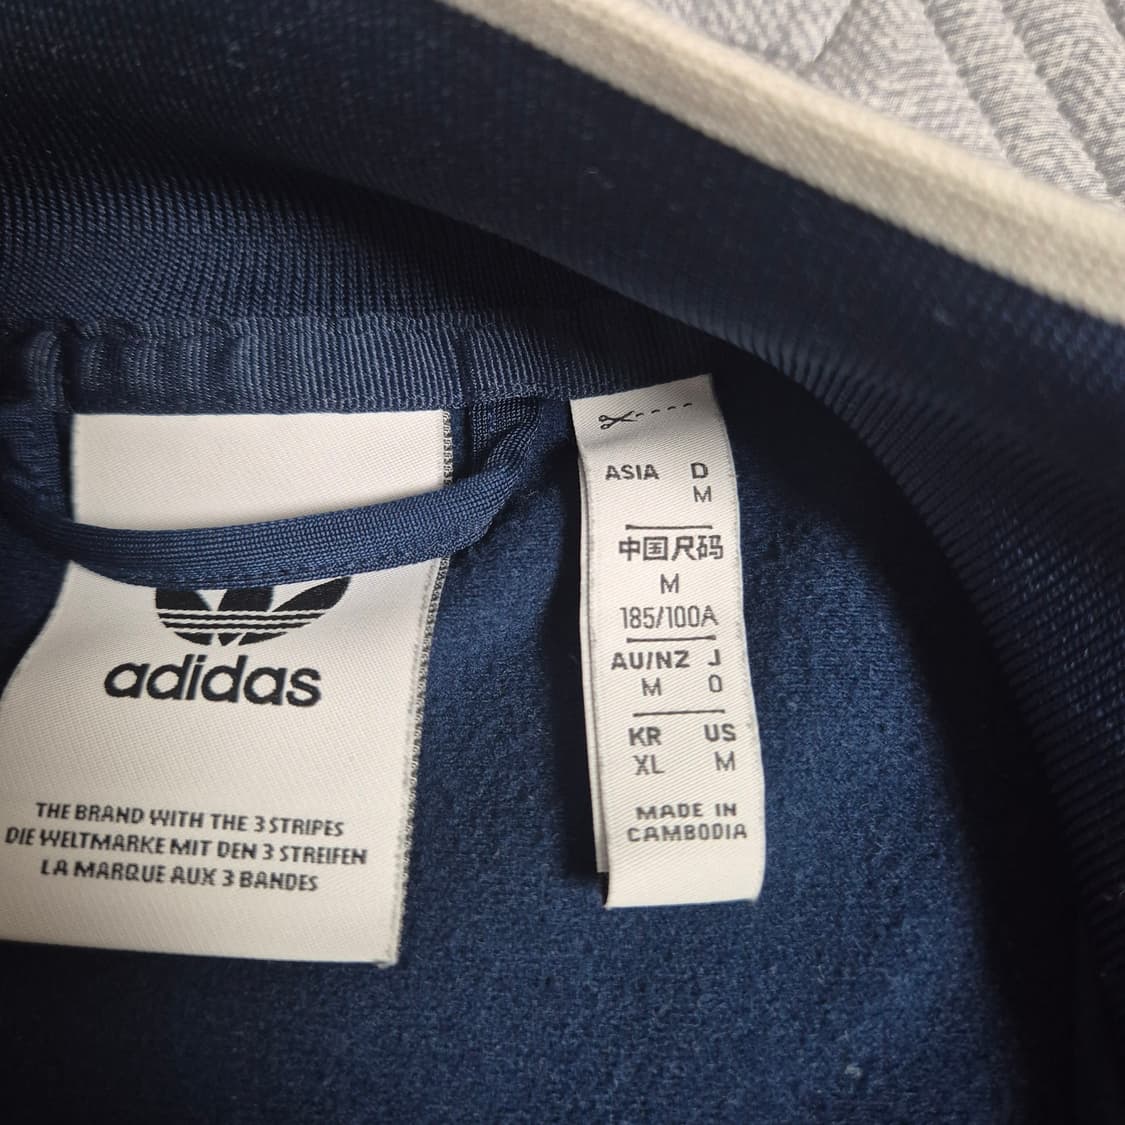 adidas
THE BRAND WITH THE 3 STRIPES
DIE WELTMARKE MIT DEN 3 STREIFEN
LA MARQUE AUX 3 BANDES
ASIA D
M
中国尺码
M
185/100A
AU/NZ J
M O
KR US
XL M
MADE IN
CAMBODIA